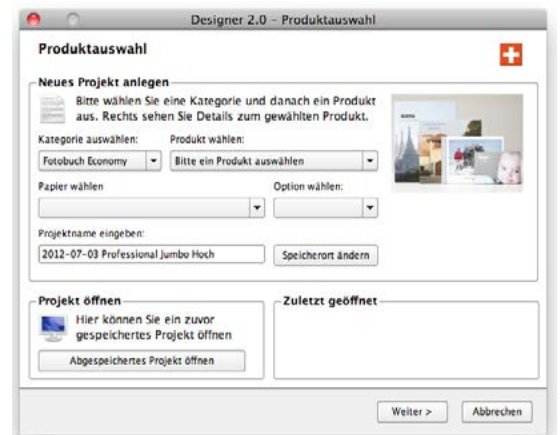 Designer 2.0 – Produktauswahl
Produktauswahl
Neues Projekt anlegen
Bitte wählen Sie eine Kategorie und danach ein Produkt
aus. Rechts sehen Sie Details zum gewählten Produkt.
Kategorie auswählen: Produkt wählen:
Fotobuch Economy Bitte ein Produkt auswählen
Papier wählen Option wählen:
Projektname eingeben:
2012-07-03 Professional Jumbo Hoch Speicherort ändern
Projekt öffnen
Hier können Sie ein zuvor
gespeichertes Projekt öffnen
Abgespeichertes Projekt öffnen
Zuletzt geöffnet
Weiter > Abbrechen